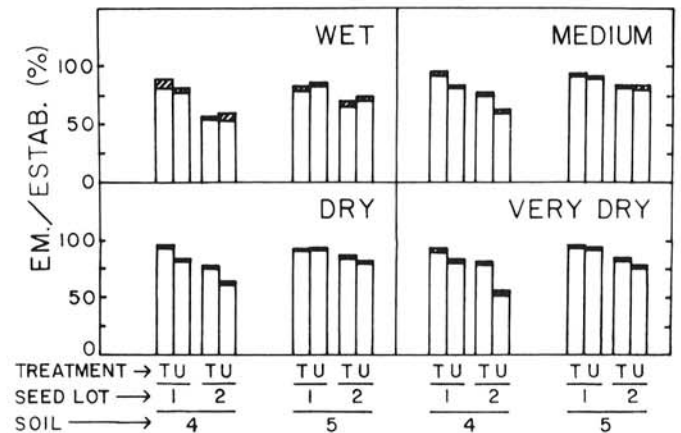 EM./ESTAB. (%)
WET MEDIUM
100
50
0
DRY VERY DRY
100
50
0
TREATMENT → T U T U T U T U T U T U T U T U
SEED LOT → 1 2 1 2 1 2 1 2
SOIL → 4 5 4 5